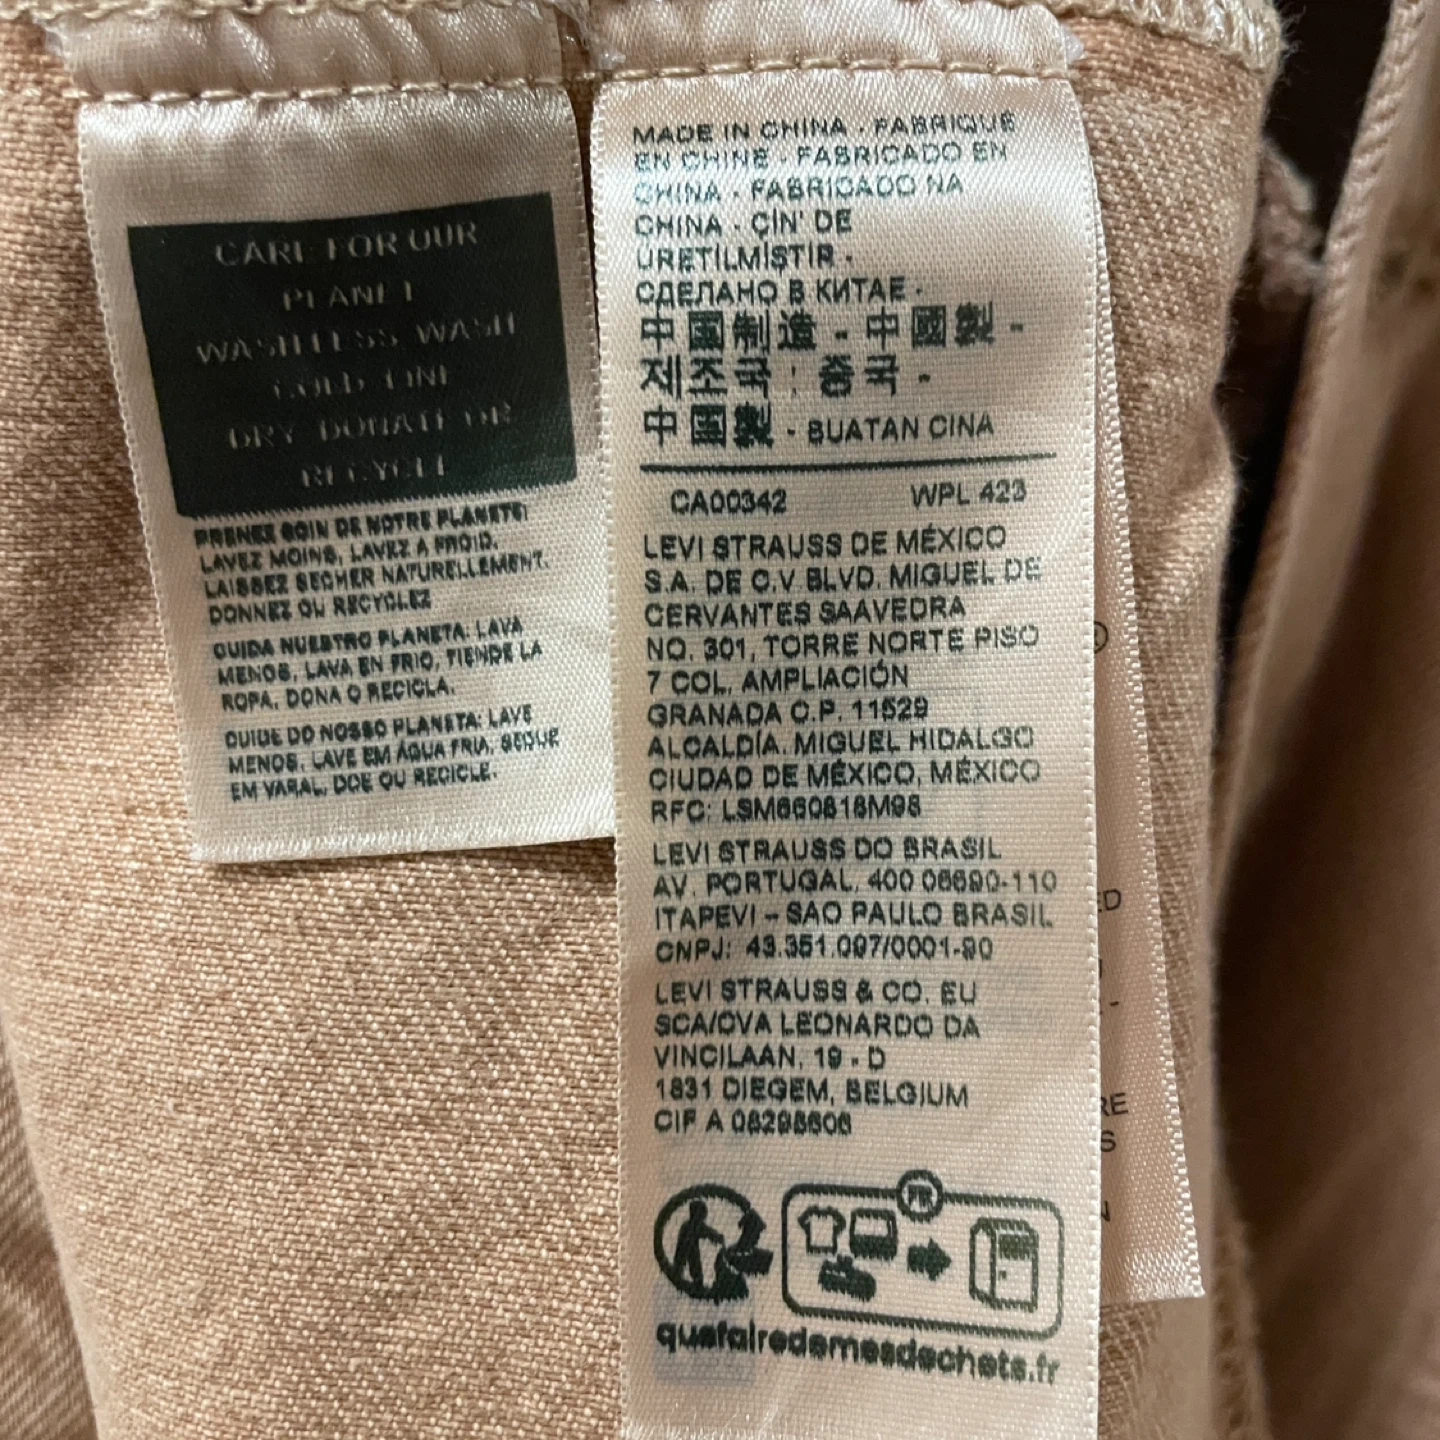 CARE FOR OUR
PLANET
WASH LESS WASH
COLD LINE
DRY DONATE OR
RECYCLE
PRENEZ SOIN DE NOTRE PLANETE:
LAVEZ MOINS, LAVEZ A FROID,
LAISSEZ SECHER NATURELLEMENT,
DONNEZ OU RECYCLEZ
CUIDA NUESTRO PLANETA: LAVA
MENOS, LAVA EN FRIO, TIENDE LA
ROPA, DONA O RECICLA.
CUIDE DO NOSSO PLANETA: LAVE
MENOS, LAVE EM ÁGUA FRIA, SEQUE
EM VARAL, DOE OU RECICLE.
MADE IN CHINA - FABRIQUÉ
EN CHINE - FABRICADO EN
CHINA - FABRICADO NA
CHINA - ÇİN' DE
ÜRETİLMİŞTİR -
СДЕЛАНО В КИТАЕ -
中国制造 - 中國製 -
제조국 : 중국 -
中国製 - BUATAN CINA
CA00342 WPL 423
LEVI STRAUSS DE MÉXICO
S.A. DE C.V BLVD. MIGUEL DE
CERVANTES SAAVEDRA
NO. 301, TORRE NORTE PISO
7 COL. AMPLIACIÓN
GRANADA C.P. 11529
ALCALDÍA. MIGUEL HIDALGO
CIUDAD DE MÉXICO, MÉXICO
RFC: LSM660818M98
LEVI STRAUSS DO BRASIL
AV. PORTUGAL, 400 06690-110
ITAPEVI – SAO PAULO BRASIL
CNPJ: 43.351.097/0001-90
LEVI STRAUSS & CO. EU
SCA/CVA LEONARDO DA
VINCILAAN, 19 - D
1831 DIEGEM, BELGIUM
CIF A 08298606
FR
quefairedemesdechets.fr